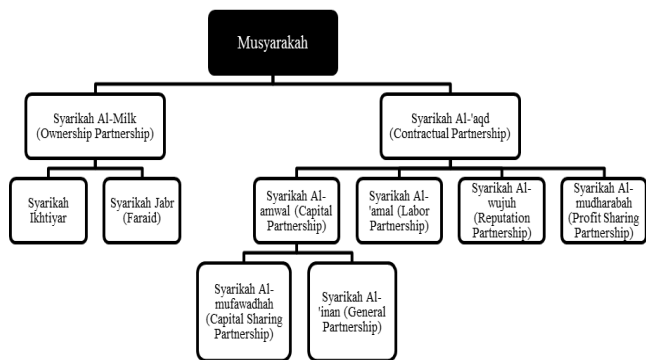 Musyarakah
Syarikah Al-Milk
(Ownership Partnership)
Syarikah Al-'aqd
(Contractual Partnership)
Syarikah
Ikhtiyar
Syarikah Jabr
(Faraid)
Syarikah Al-
amwal (Capital
Partnership)
Syarikah Al-
'amal (Labor
Partnership)
Syarikah Al-
wujuh
(Reputation
Partnership)
Syarikah Al-
mudharabah
(Profit Sharing
Partnership)
Syarikah Al-
mufawadhah
(Capital Sharing
Partnership)
Syarikah Al-
'inan (General
Partnership)